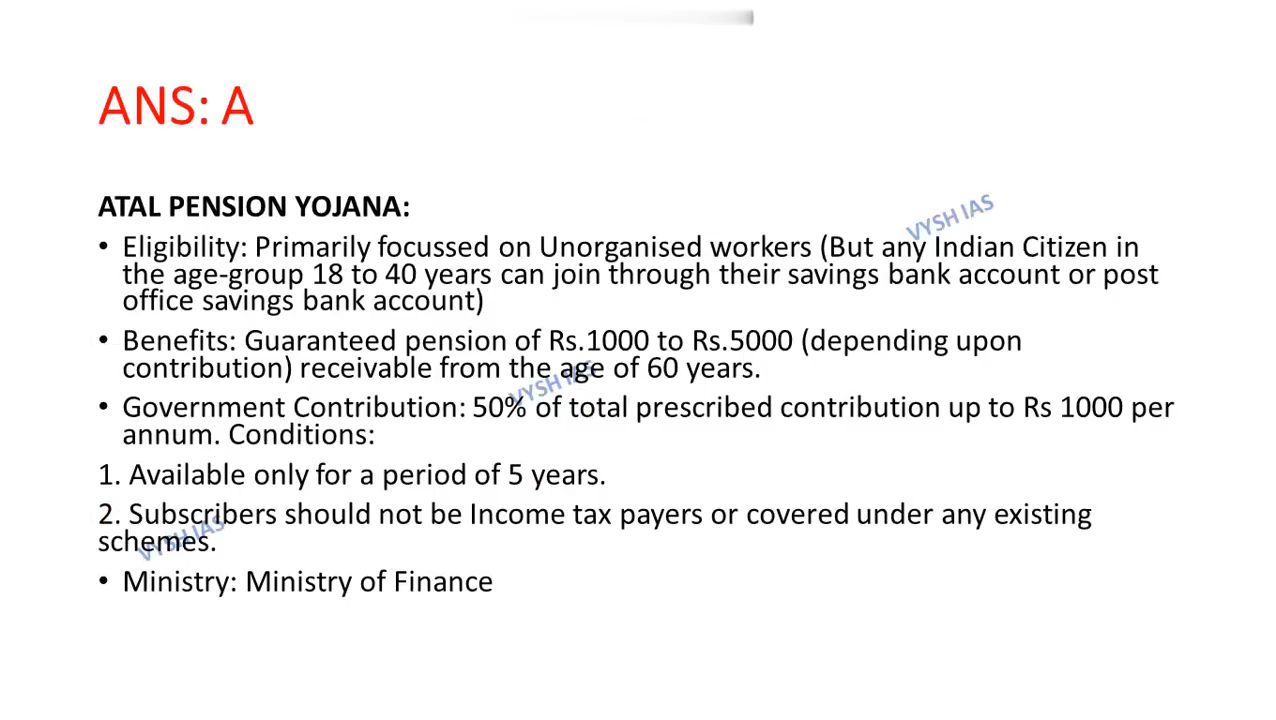 ANS: A
ATAL PENSION YOJANA:
VYSH IAS
• Eligibility: Primarily focussed on Unorganised workers (But any Indian Citizen in
the age-group 18 to 40 years can join through their savings bank account or post
office savings bank account)
• Benefits: Guaranteed pension of Rs.1000 to Rs.5000 (depending upon
contribution) receivable from the age of 60 years.
VYSH IAS
• Government Contribution: 50% of total prescribed contribution up to Rs 1000 per
annum. Conditions:
1. Available only for a period of 5 years.
2. Subscribers should not be Income tax payers or covered under any existing
schemes.
VYSH IAS
• Ministry: Ministry of Finance